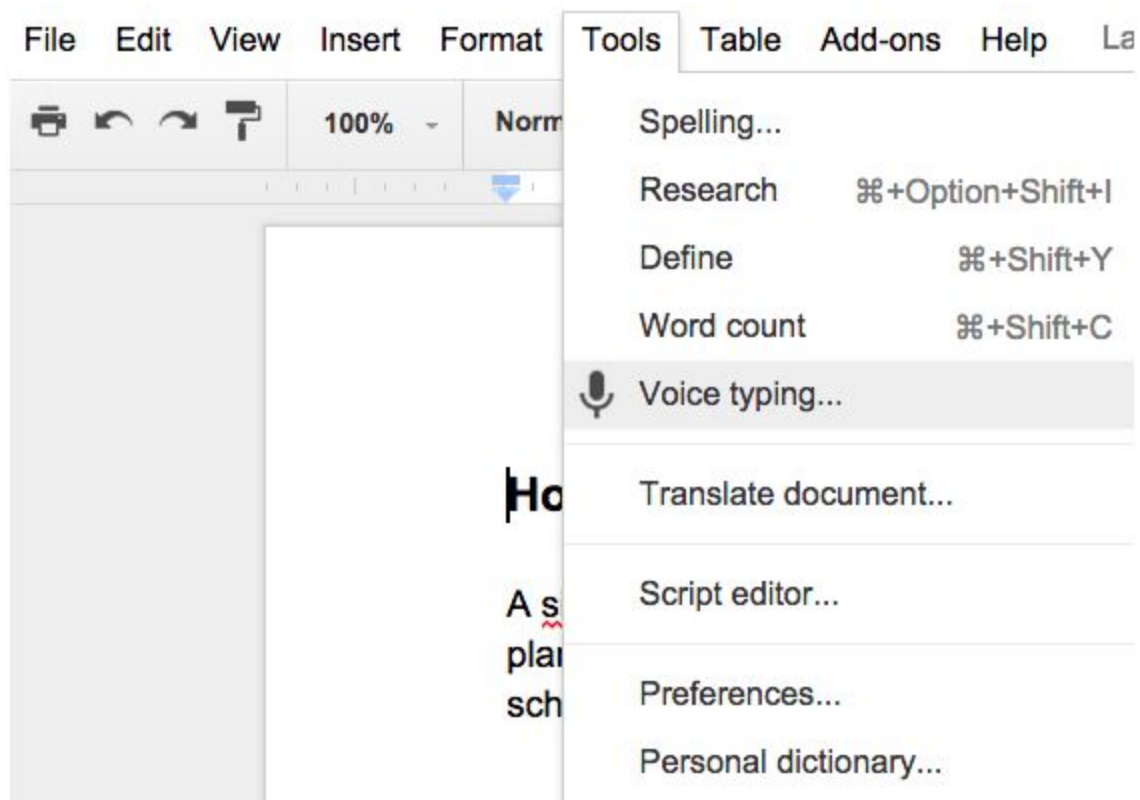 File Edit View Insert Format Tools Table Add-ons Help
100%
Spelling...
Research ⌘+Option+Shift+I
Define ⌘+Shift+Y
Word count ⌘+Shift+C
Voice typing...
Translate document...
A
Script editor...
Preferences...
Personal dictionary...